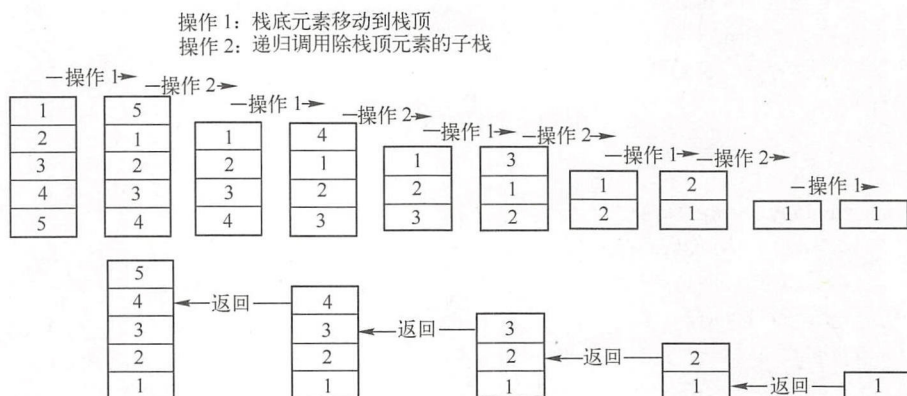 操作 1：栈底元素移动到栈顶
操作 2：递归调用除栈顶元素的子栈
操作 1 操作 2 操作 1 操作 2 操作 1 操作 2 操作 1 操作 2 操作 1
1 5 1 4 1 3 1 2 1 1
2 1 2 1 2 1 2 1
3 2 3 2 3 2
4 3 4 3
5 4
5
4 返回 4
3 3 返回 3
2 2 2 返回 2
1 1 1 1 返回 1